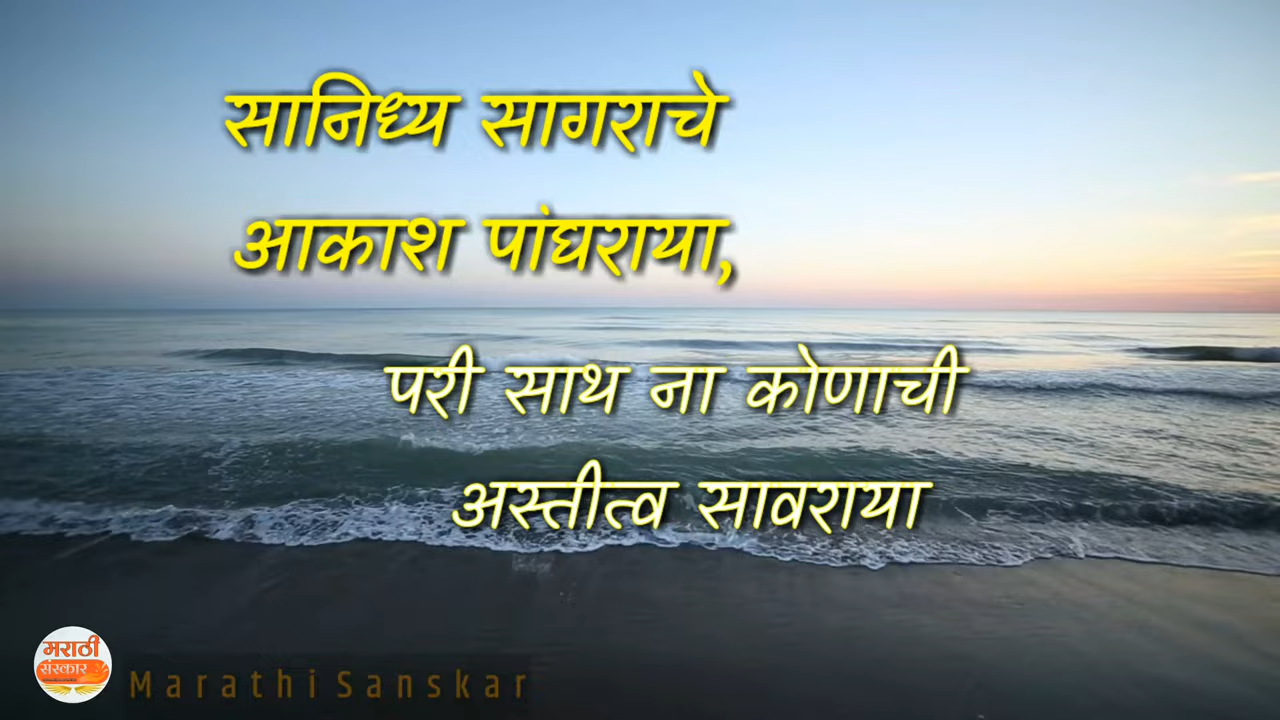 सानिध्य सागराचे
आकाश पांघराया,
परी साथ ना कोणाची
अस्तीत्व सावराया
मराठी
संस्कार
Marathi Sanskar